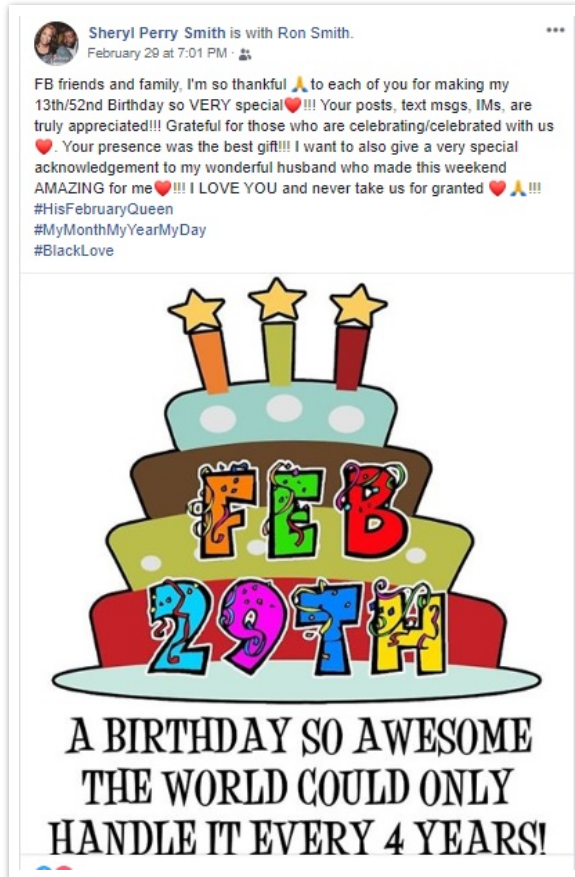 Sheryl Perry Smith is with Ron Smith.
February 29 at 7:01 PM ·
FB friends and family, I'm so thankful 🙏 to each of you for making my
13th/52nd Birthday so VERY special❤️!!! Your posts, text msgs, IMs, are
truly appreciated!!! Grateful for those who are celebrating/celebrated with us
❤️. Your presence was the best gift!!! I want to also give a very special
acknowledgement to my wonderful husband who made this weekend
AMAZING for me❤️!!! I LOVE YOU and never take us for granted ❤️ 🙏 !!!
#HisFebruaryQueen
#MyMonthMyYearMyDay
#BlackLove
FEB
29TH
A BIRTHDAY SO AWESOME
THE WORLD COULD ONLY
HANDLE IT EVERY 4 YEARS!